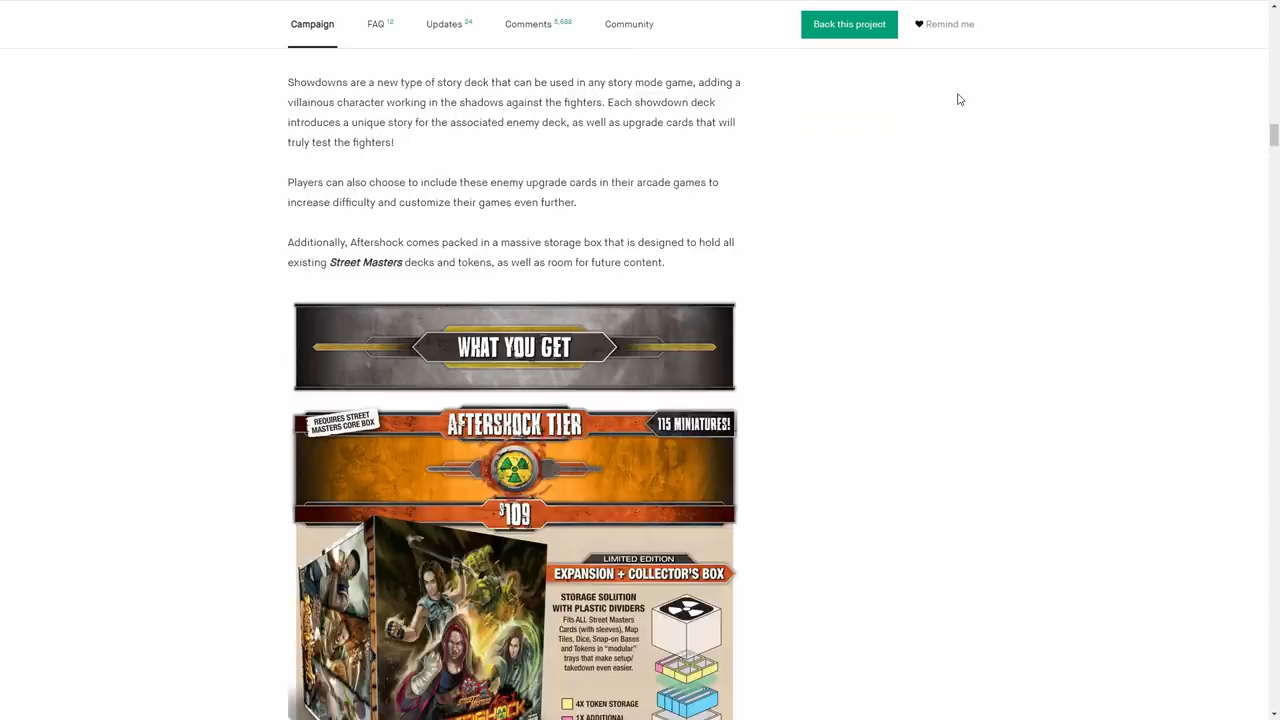 Campaign
FAQ 12
Updates 24
Comments 5,688
Community
Back this project
Remind me
Showdowns are a new type of story deck that can be used in any story mode game, adding a
villainous character working in the shadows against the fighters. Each showdown deck
introduces a unique story for the associated enemy deck, as well as upgrade cards that will
truly test the fighters!
Players can also choose to include these enemy upgrade cards in their arcade games to
increase difficulty and customize their games even further.
Additionally, Aftershock comes packed in a massive storage box that is designed to hold all
existing Street Masters decks and tokens, as well as room for future content.
WHAT YOU GET
REQUIRES STREET
MASTERS CORE BOX
AFTERSHOCK TIER
115 MINIATURES!
$109
LIMITED EDITION
EXPANSION + COLLECTOR'S BOX
STORAGE SOLUTION
WITH PLASTIC DIVIDERS
Fits ALL Street Masters
Cards (with sleeves), Map
Tiles, Dice, Snap-on Bases
and Tokens in "modular"
trays that make setup/
takedown even easier.
4X TOKEN STORAGE
1X ADDITIONAL